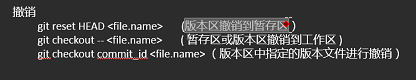 撤销
git reset HEAD <file.name> (版本区撤销到暂存区)
git checkout -- <file.name> (暂存区或版本区撤销到工作区)
git checkout commit_id <file.name> (版本区中指定的版本文件进行撤销)